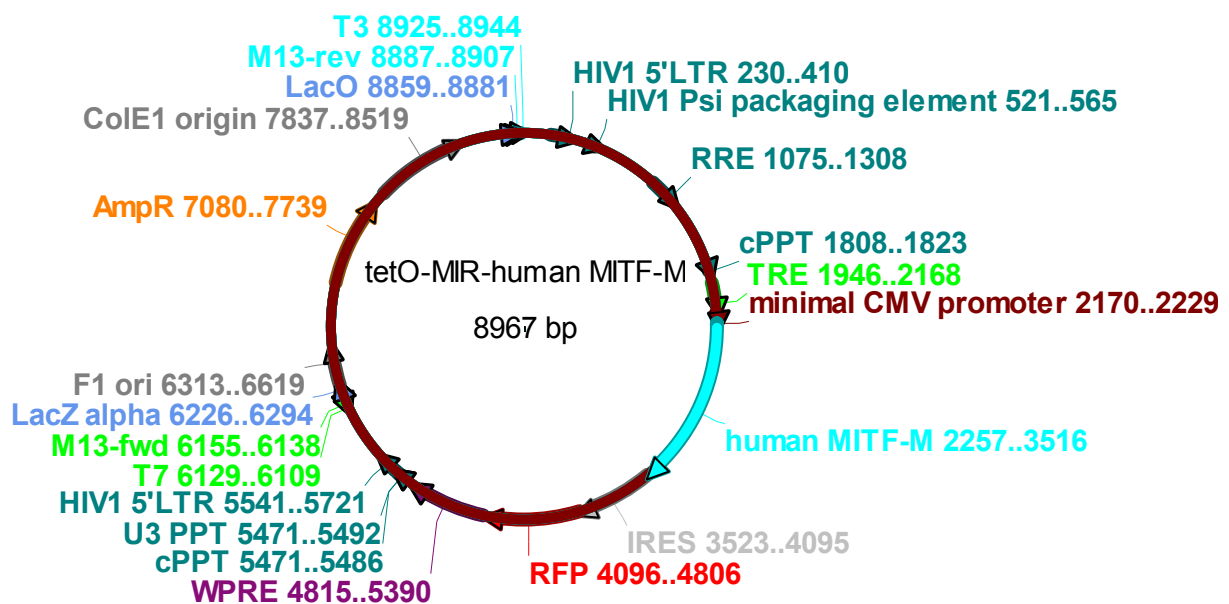 T3 8925..8944
M13-rev 8887..8907
LacO 8859..8881
ColE1 origin 7837..8519
AmpR 7080..7739
HIV1 5'LTR 230..410
HIV1 Psi packaging element 521..565
RRE 1075..1308
cPPT 1808..1823
TRE 1946..2168
minimal CMV promoter 2170..2229
tetO-MIR-human MITF-M
8967 bp
human MITF-M 2257..3516
IRES 3523..4095
RFP 4096..4806
F1 ori 6313..6619
LacZ alpha 6226..6294
M13-fwd 6155..6138
T7 6129..6109
HIV1 5'LTR 5541..5721
U3 PPT 5471..5492
cPPT 5471..5486
WPRE 4815..5390